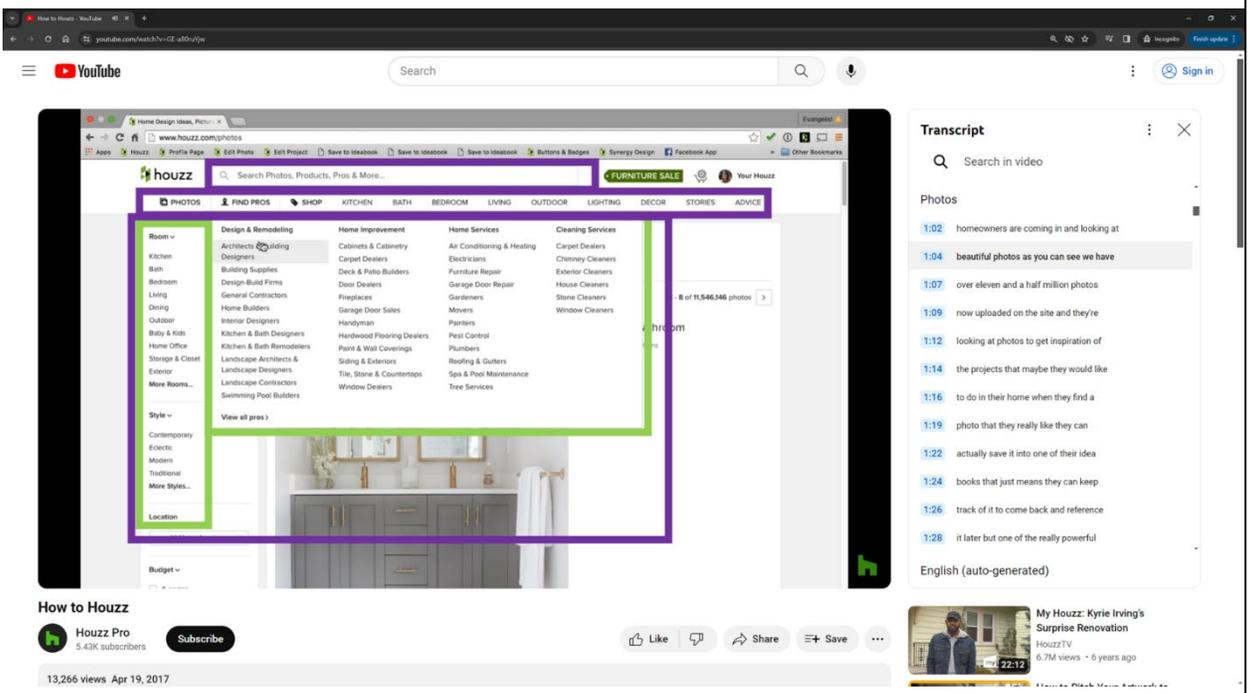 How to Houzz - YouTube
youtube.com/watch?v=GE-a80ruYjw
Incognito
Finish update
YouTube
Search
Sign in
Home Design Ideas, Pictur
Evangelist
www.houzz.com/photos
Apps Houzz Profile Page Edit Photo Edit Project Save to Ideabook Save to Ideabook Save to Ideabook Buttons & Badges Synergy Design Facebook App » Other Bookmarks
houzz
Search Photos, Products, Pros & More...
FURNITURE SALE
Your Houzz
PHOTOS FIND PROS SHOP KITCHEN BATH BEDROOM LIVING OUTDOOR LIGHTING DECOR STORIES ADVICE
Room
Kitchen
Bath
Bedroom
Living
Dining
Outdoor
Baby & Kids
Home Office
Storage & Closet
Exterior
More Rooms...
Style
Contemporary
Eclectic
Modern
Traditional
More Styles...
Location
Budget
Design & Remodeling
Architects & Building
Designers
Building Supplies
Design-Build Firms
General Contractors
Home Builders
Interior Designers
Kitchen & Bath Designers
Kitchen & Bath Remodelers
Landscape Architects &
Landscape Designers
Landscape Contractors
Swimming Pool Builders
View all pros
Home Improvement
Cabinets & Cabinetry
Carpet Dealers
Deck & Patio Builders
Door Dealers
Fireplaces
Garage Door Sales
Handyman
Hardwood Flooring Dealers
Paint & Wall Coverings
Siding & Exteriors
Tile, Stone & Countertops
Window Dealers
Home Services
Air Conditioning & Heating
Electricians
Furniture Repair
Garage Door Repair
Gardeners
Movers
Painters
Pest Control
Plumbers
Roofing & Gutters
Spa & Pool Maintenance
Tree Services
Cleaning Services
Carpet Dealers
Chimney Cleaners
Exterior Cleaners
House Cleaners
Stone Cleaners
Window Cleaners
- 8 of 11,546,146 photos
hroom
Transcript
Search in video
Photos
1:02 homeowners are coming in and looking at
1:04 beautiful photos as you can see we have
1:07 over eleven and a half million photos
1:09 now uploaded on the site and they're
1:12 looking at photos to get inspiration of
1:14 the projects that maybe they would like
1:16 to do in their home when they find a
1:19 photo that they really like they can
1:22 actually save it into one of their idea
1:24 books that just means they can keep
1:26 track of it to come back and reference
1:28 it later but one of the really powerful
English (auto-generated)
How to Houzz
Houzz Pro
5.43K subscribers
Subscribe
Like
Share
Save
13,266 views Apr 19, 2017
22:12
My Houzz: Kyrie Irving's
Surprise Renovation
HouzzTV
6.7M views • 6 years ago
How to Pitch Your Artwork to